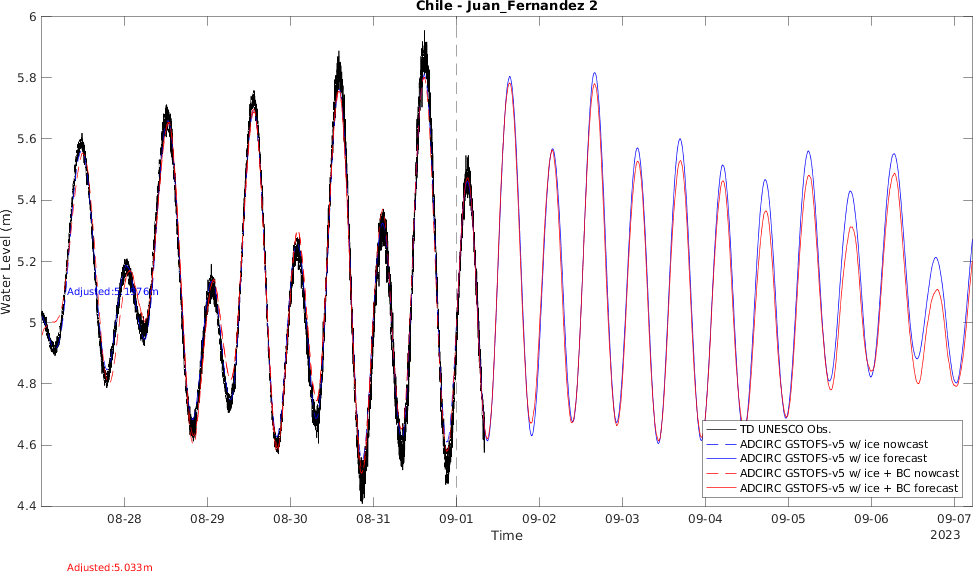 Chile - Juan_Fernandez 2
Water Level (m)
6
5.8
5.6
5.4
5.2
5
4.8
4.6
4.4
08-28
08-29
08-30
08-31
09-01
09-02
09-03
09-04
09-05
09-06
09-07
2023
Time
TD UNESCO Obs.
ADCIRC GSTOFS-v5 w/ ice nowcast
ADCIRC GSTOFS-v5 w/ ice forecast
ADCIRC GSTOFS-v5 w/ ice + BC nowcast
ADCIRC GSTOFS-v5 w/ ice + BC forecast
Adjusted:5.033m